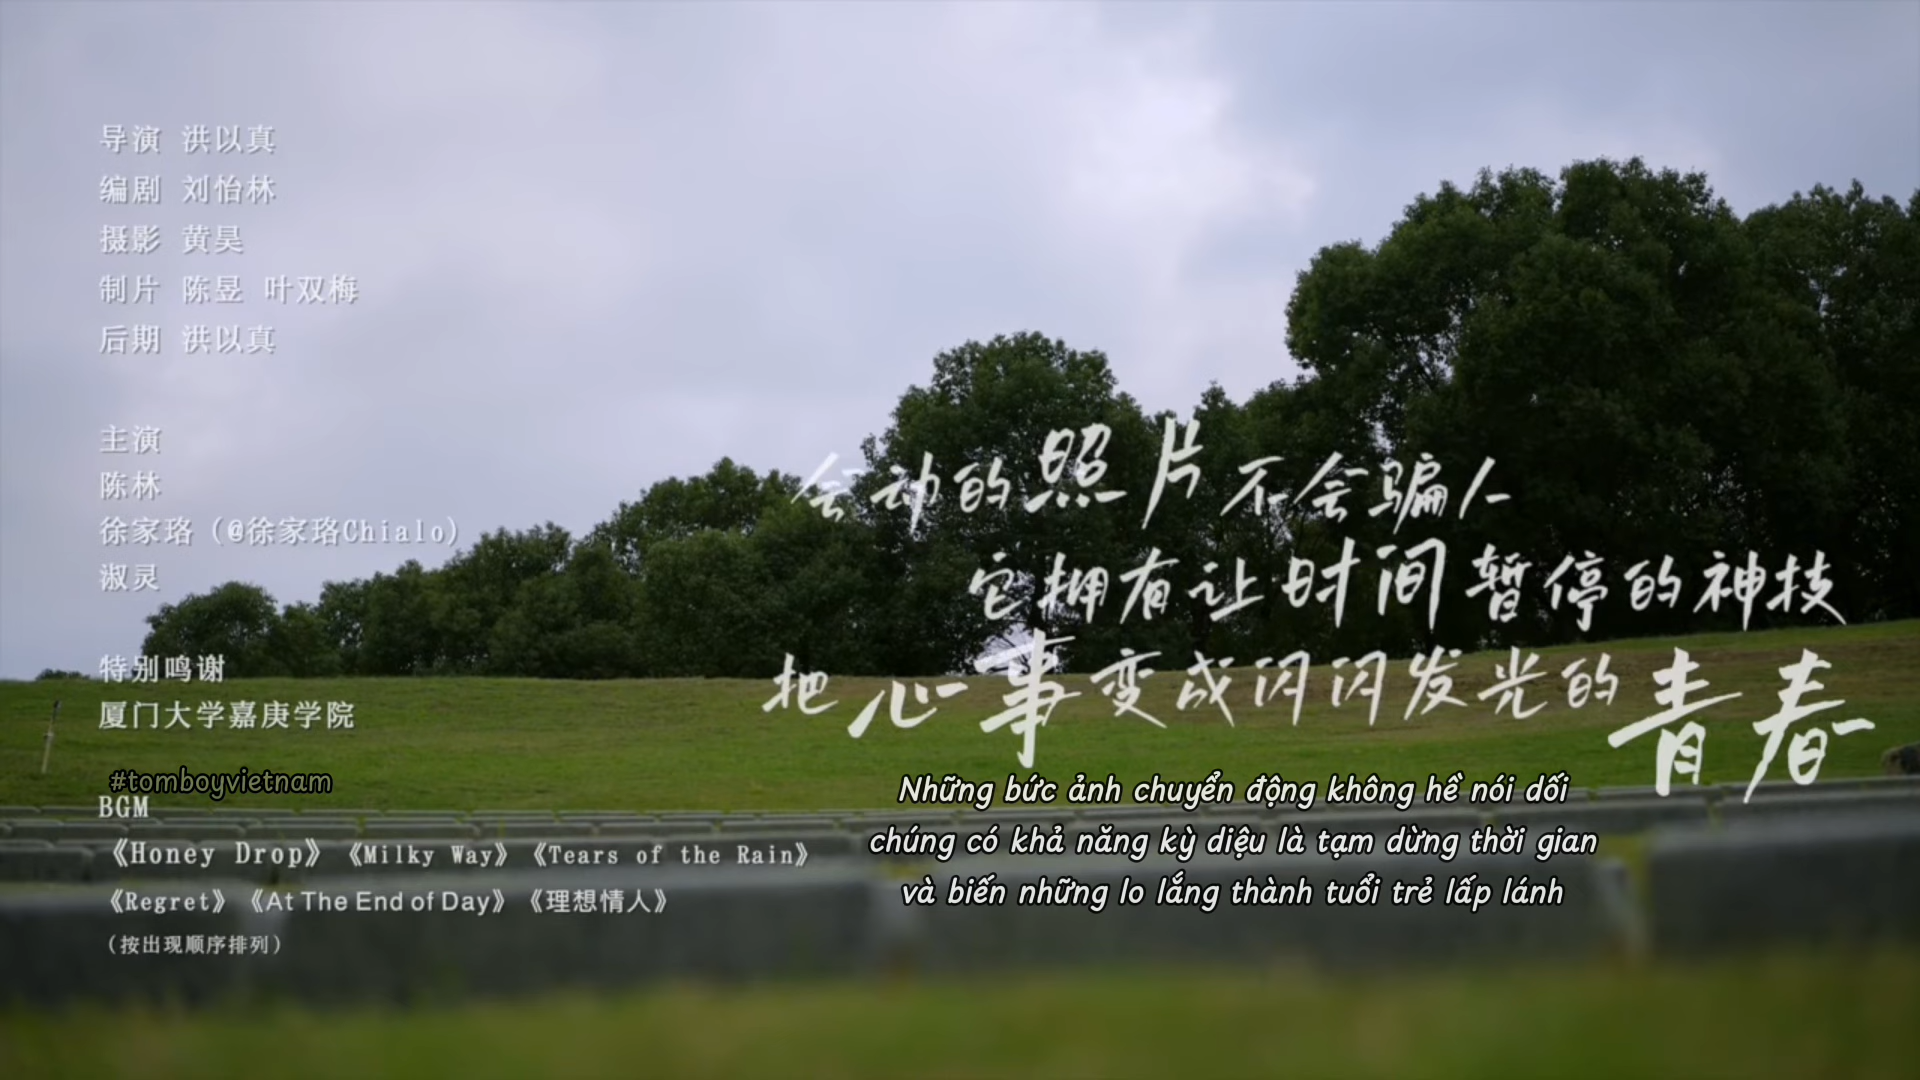 导演 洪以真
编剧 刘怡林
摄影 黄昊
制片 陈昱 叶双梅
后期 洪以真
主演
陈林
徐家珞（@徐家珞Chialo）
淑灵
特别鸣谢
厦门大学嘉庚学院
#tomboyvietnam
BGM
《Honey Drop》《Milky Way》《Tears of the Rain》
《Regret》《At The End of Day》《理想情人》
（按出现顺序排列）
会动的照片不会骗人
它拥有让时间暂停的神技
把心事变成闪闪发光的青春
Những bức ảnh chuyển động không hề nói dối
chúng có khả năng kỳ diệu là tạm dừng thời gian
và biến những lo lắng thành tuổi trẻ lấp lánh